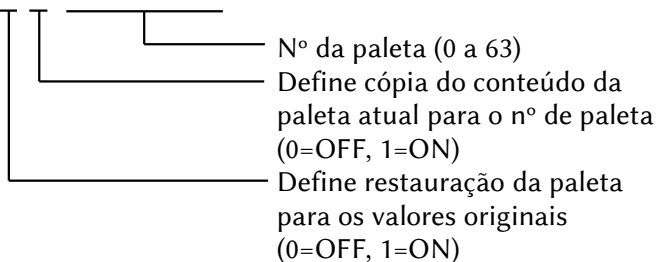 Nº da paleta (0 a 63)
Define cópia do conteúdo da
paleta atual para o nº de paleta
(0=OFF, 1=ON)
Define restauração da paleta
para os valores originais
(0=OFF, 1=ON)